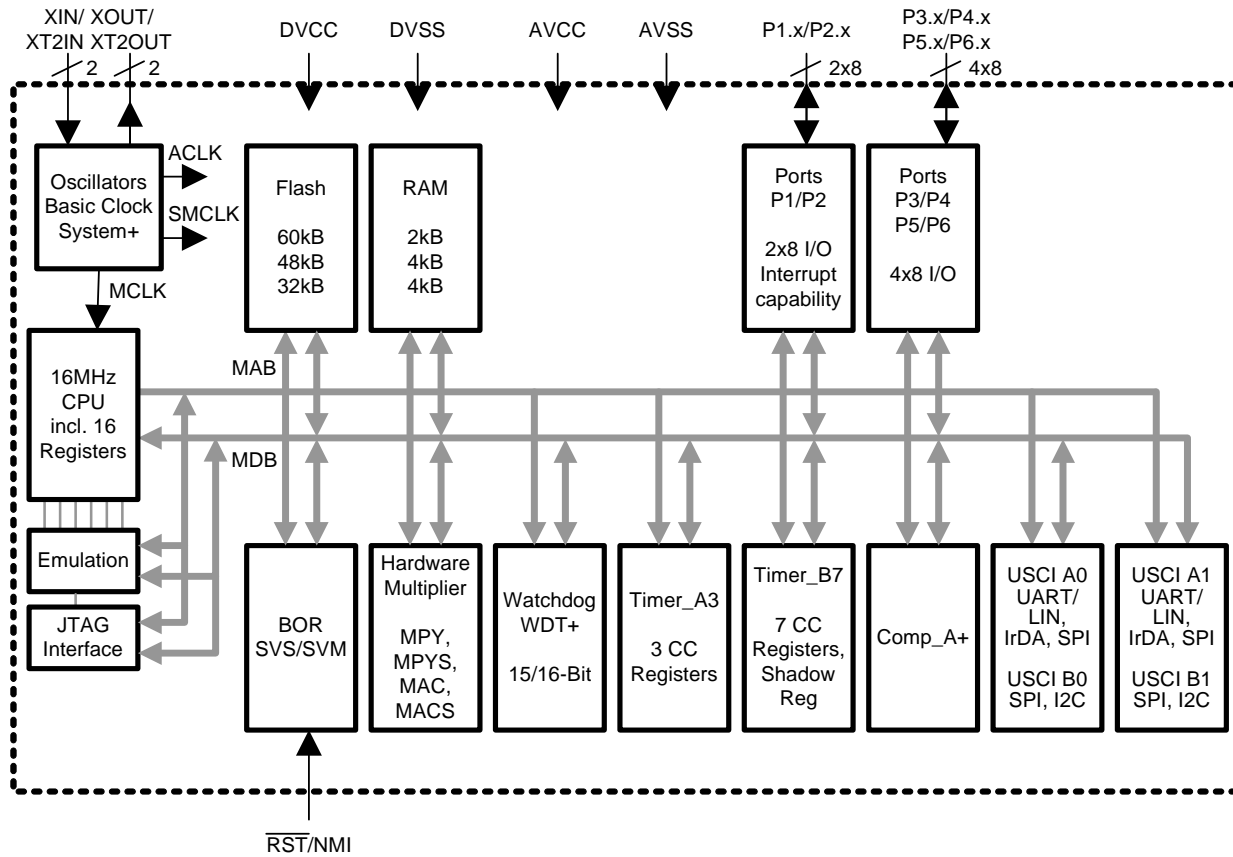 XIN/ XOUT/
XT2IN XT2OUT
2
2
DVCC
DVSS
AVCC
AVSS
P1.x/P2.x
2x8
P3.x/P4.x
P5.x/P6.x
4x8
Oscillators
Basic Clock
System+
ACLK
SMCLK
MCLK
Flash
60kB
48kB
32kB
RAM
2kB
4kB
4kB
Ports
P1/P2
2x8 I/O
Interrupt
capability
Ports
P3/P4
P5/P6
4x8 I/O
16MHz
CPU
incl. 16
Registers
MAB
MDB
Emulation
JTAG
Interface
BOR
SVS/SVM
Hardware
Multiplier
MPY,
MPYS,
MAC,
MACS
Watchdog
WDT+
15/16-Bit
Timer_A3
3 CC
Registers
Timer_B7
7 CC
Registers,
Shadow
Reg
Comp_A+
USCI A0
UART/
LIN,
IrDA, SPI
USCI B0
SPI, I2C
USCI A1
UART/
LIN,
IrDA, SPI
USCI B1
SPI, I2C
RST/NMI